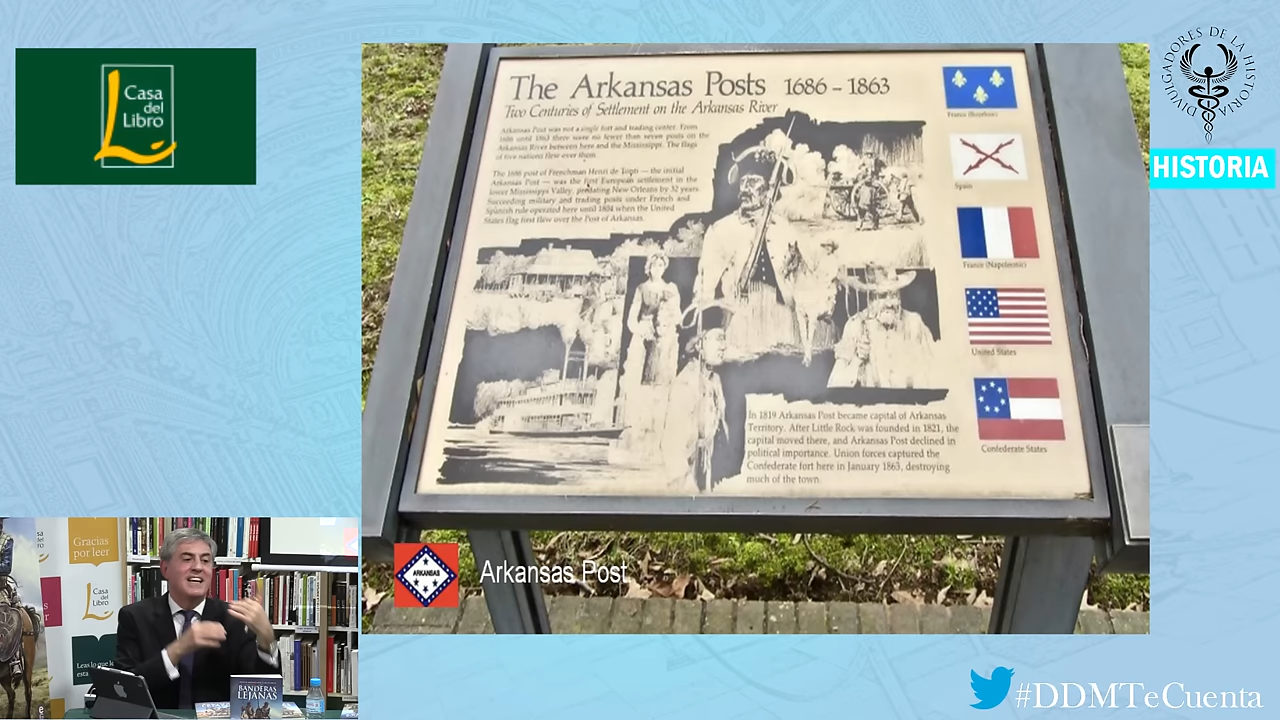 Casa
del
Libro
The Arkansas Posts 1686 – 1863
Two Centuries of Settlement on the Arkansas River
Arkansas Post was not a single fort and trading center. From
1686 until 1863 there were no fewer than seven posts on the
Arkansas River between here and the Mississippi. The flags
of five nations flew over them.
The 1686 post of Frenchman Henri de Tonti — the initial
Arkansas Post — was the first European settlement in the
lower Mississippi Valley, predating New Orleans by 32 years.
Succeeding military and trading posts under French and
Spanish rule operated here until 1804 when the United
States flag first flew over the Post of Arkansas.
France (Bourbon)
Spain
France (Napoleonic)
United States
Confederate States
In 1819 Arkansas Post became capital of Arkansas
Territory. After Little Rock was founded in 1821, the
capital moved there, and Arkansas Post declined in
political importance. Union forces captured the
Confederate fort here in January 1863, destroying
much of the town.
ARKANSAS
Arkansas Post
DIVULGADORES DE LA HISTORIA
HISTORIA
Gracias
por leer
Casa
del
Libro
Leas lo que le
esta
BANDERAS
LEJANAS
#DDMTeCuenta